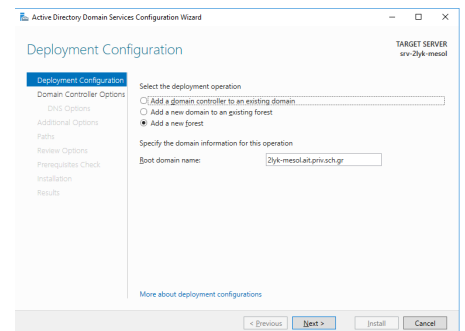 Active Directory Domain Services Configuration Wizard
Deployment Configuration
TARGET SERVER
srv-2lyk-mesol
Deployment Configuration
Domain Controller Options
DNS Options
Additional Options
Paths
Review Options
Prerequisites Check
Installation
Results
Select the deployment operation
Add a domain controller to an existing domain
Add a new domain to an existing forest
Add a new forest
Specify the domain information for this operation
Root domain name:
2lyk-mesol.ait.priv.sch.gr
More about deployment configurations
< Previous
Next >
Install
Cancel